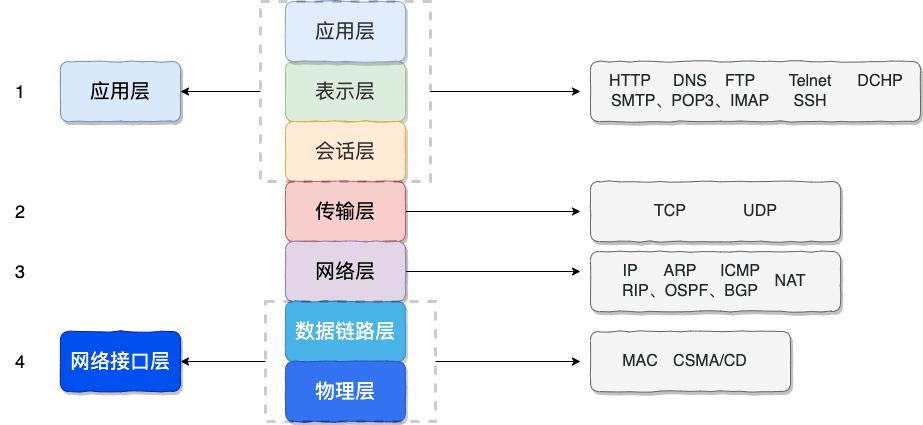 应用层
1
应用层
表示层
HTTP DNS FTP Telnet DCHP
SMTP、POP3、IMAP SSH
会话层
2
传输层
TCP UDP
3
网络层
IP ARP ICMP NAT
RIP、OSPF、BGP
数据链路层
4
网络接口层
MAC CSMA/CD
物理层